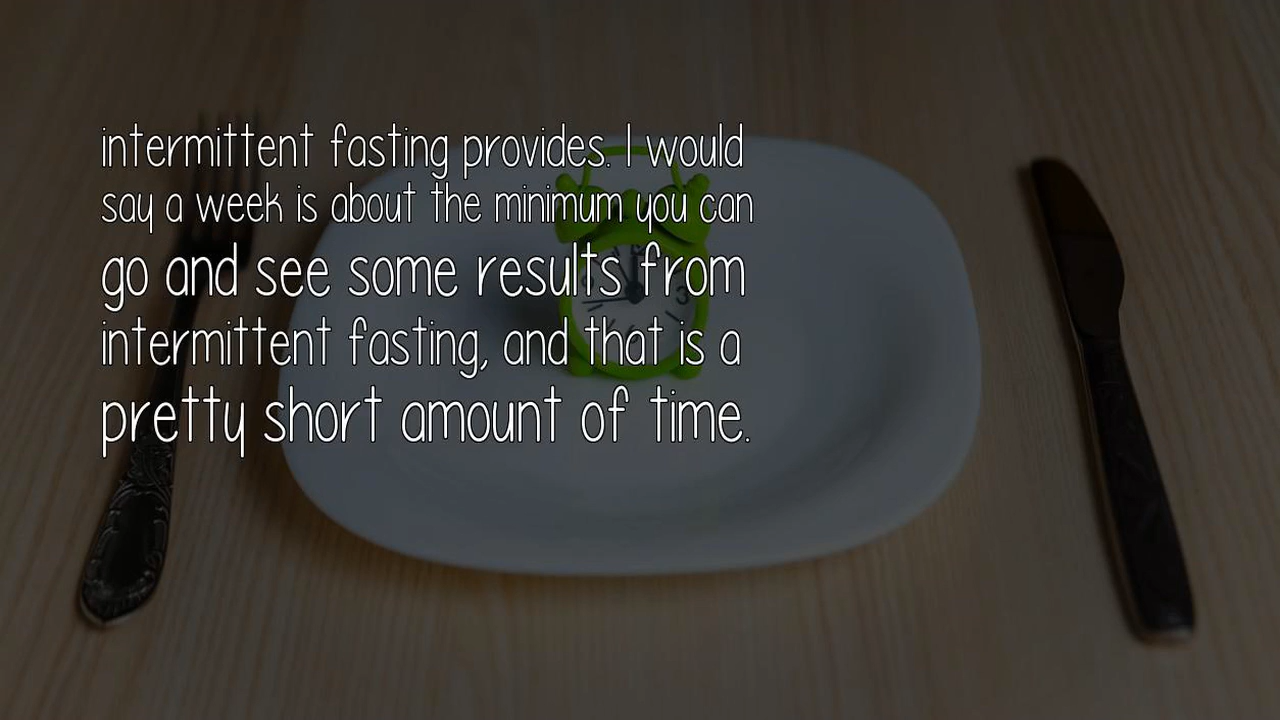 intermittent fasting provides. I would
say a week is about the minimum you can
go and see some results from
intermittent fasting, and that is a
pretty short amount of time.